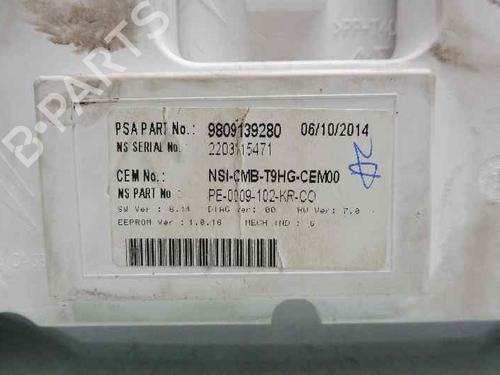 PSA PART No.: 9809139280 06/10/2014
NS SERIAL No.: 2203115471
CEM No.: NSI-CMB-T9HG-CEM00
NS PART No : PE-0009-102-KR-CO
SW Ver : 6.11 DIAG Ver: 00 HW Ver: 7.0
EEPROM Ver : 1.0.16 MECH IND : 6